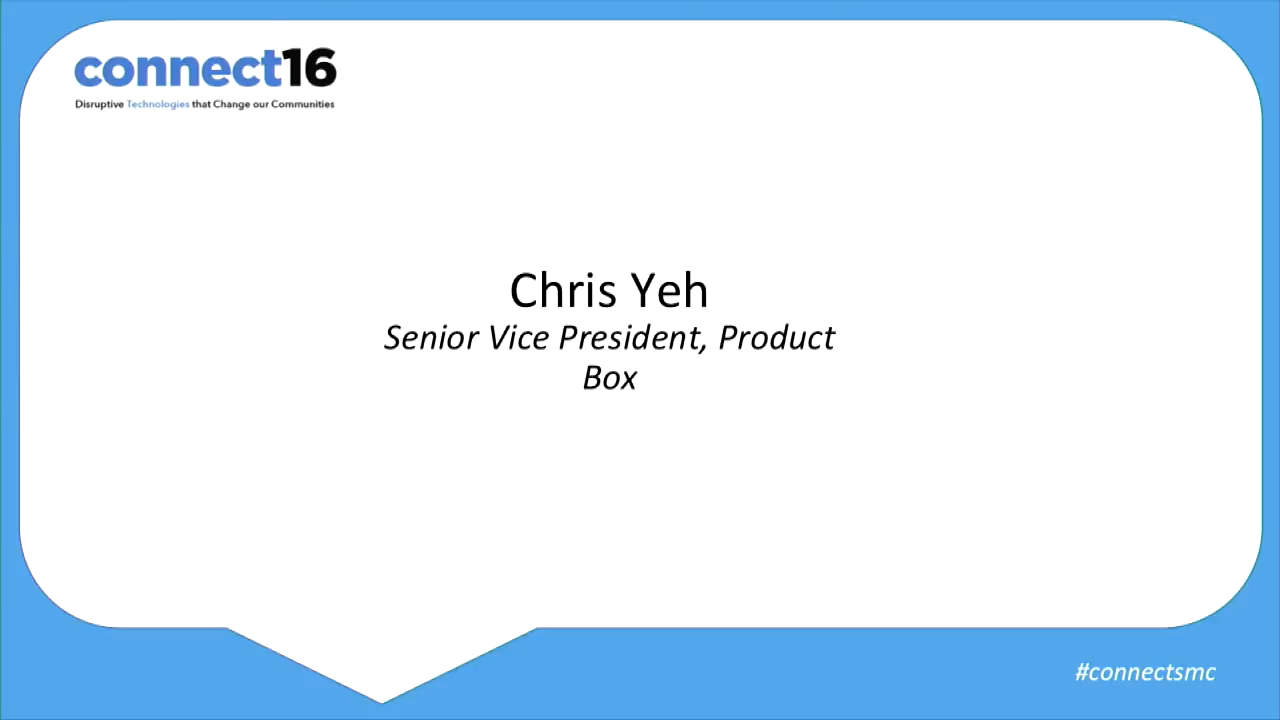 connect16
Disruptive Technologies that Change our Communities
Chris Yeh
Senior Vice President, Product
Box
#connectsmc